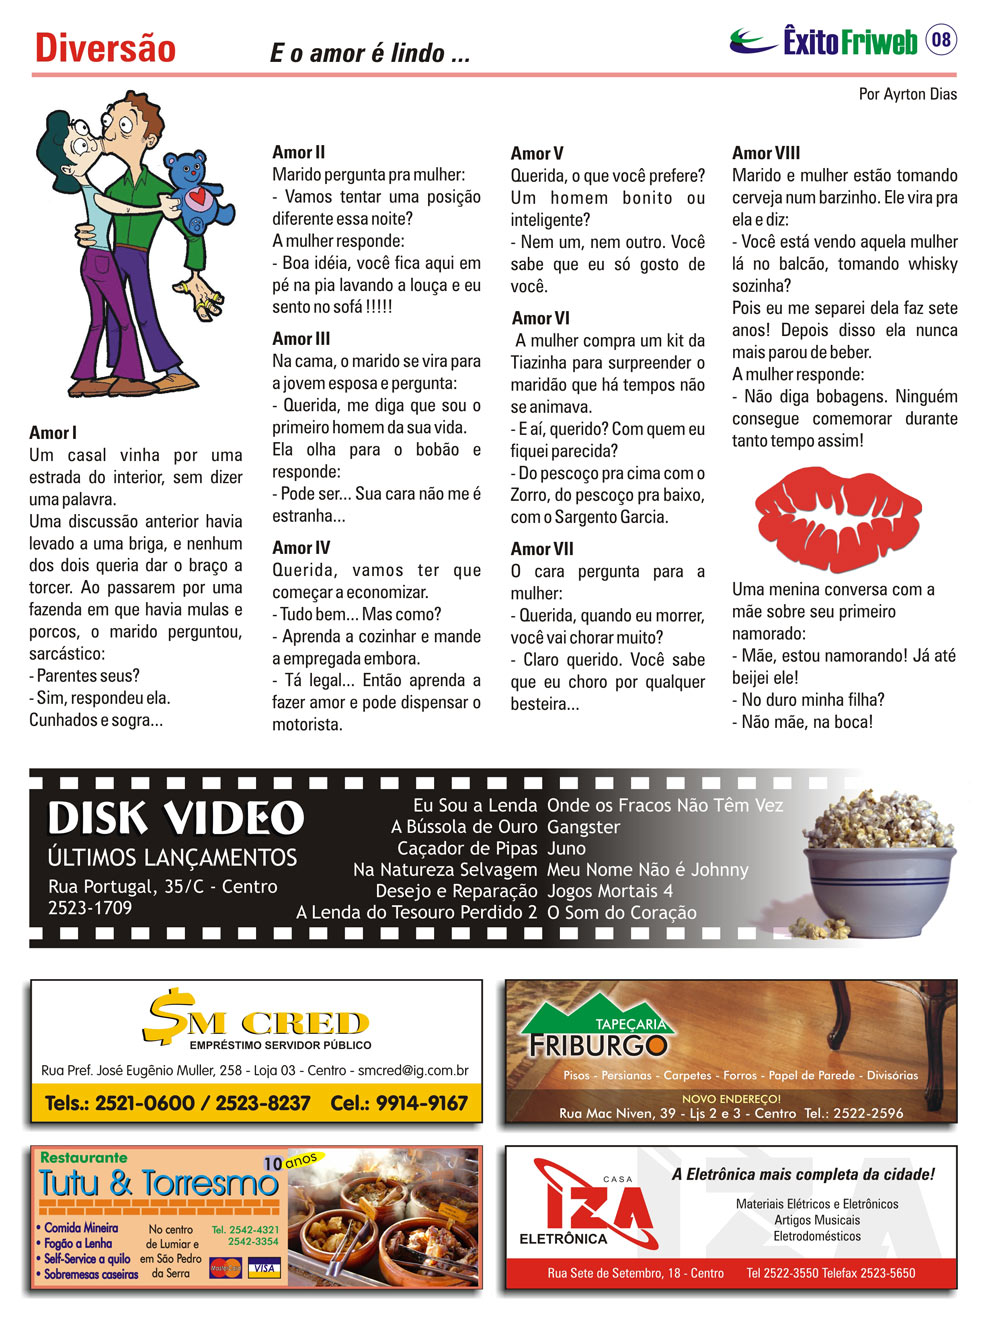 Diversão
E o amor é lindo ...
ÊxitoFriweb 08
Por Ayrton Dias
Amor I
Um casal vinha por uma
estrada do interior, sem dizer
uma palavra.
Uma discussão anterior havia
levado a uma briga, e nenhum
dos dois queria dar o braço a
torcer. Ao passarem por uma
fazenda em que havia mulas e
porcos, o marido perguntou,
sarcástico:
- Parentes seus?
- Sim, respondeu ela.
Cunhados e sogra...
Amor II
Marido pergunta pra mulher:
- Vamos tentar uma posição
diferente essa noite?
A mulher responde:
- Boa idéia, você fica aqui em
pé na pia lavando a louça e eu
sento no sofá !!!!!
Amor III
Na cama, o marido se vira para
a jovem esposa e pergunta:
- Querida, me diga que sou o
primeiro homem da sua vida.
Ela olha para o bobão e
responde:
- Pode ser... Sua cara não me é
estranha...
Amor IV
Querida, vamos ter que
começar a economizar.
- Tudo bem... Mas como?
- Aprenda a cozinhar e mande
a empregada embora.
- Tá legal... Então aprenda a
fazer amor e pode dispensar o
motorista.
Amor V
Querida, o que você prefere?
Um homem bonito ou
inteligente?
- Nem um, nem outro. Você
sabe que eu só gosto de
você.
Amor VI
A mulher compra um kit da
Tiazinha para surpreender o
maridão que há tempos não
se animava.
- E aí, querido? Com quem eu
fiquei parecida?
- Do pescoço pra cima com o
Zorro, do pescoço pra baixo,
com o Sargento Garcia.
Amor VII
O cara pergunta para a
mulher:
- Querida, quando eu morrer,
você vai chorar muito?
- Claro querido. Você sabe
que eu choro por qualquer
besteira...
Amor VIII
Marido e mulher estão tomando
cerveja num barzinho. Ele vira pra
ela e diz:
- Você está vendo aquela mulher
lá no balcão, tomando whisky
sozinha?
Pois eu me separei dela faz sete
anos! Depois disso ela nunca
mais parou de beber.
A mulher responde:
- Não diga bobagens. Ninguém
consegue comemorar durante
tanto tempo assim!
Uma menina conversa com a
mãe sobre seu primeiro
namorado:
- Mãe, estou namorando! Já até
beijei ele!
- No duro minha filha?
- Não mãe, na boca!
DISK VIDEO
ÚLTIMOS LANÇAMENTOS
Rua Portugal, 35/C - Centro
2523-1709
Eu Sou a Lenda
A Bússola de Ouro
Caçador de Pipas
Na Natureza Selvagem
Desejo e Reparação
A Lenda do Tesouro Perdido 2
Onde os Fracos Não Têm Vez
Gangster
Juno
Meu Nome Não é Johnny
Jogos Mortais 4
O Som do Coração
$M CRED
EMPRÉSTIMO SERVIDOR PÚBLICO
Rua Pref. José Eugênio Muller, 258 - Loja 03 - Centro - smcred@ig.com.br
Tels.: 2521-0600 / 2523-8237 Cel.: 9914-9167
TAPEÇARIA
FRIBURGO
Pisos - Persianas - Carpetes - Forros - Papel de Parede - Divisórias
NOVO ENDEREÇO!
Rua Mac Niven, 39 - Ljs 2 e 3 - Centro Tel.: 2522-2596
Restaurante
Tutu & Torresmo
10 anos
• Comida Mineira
• Fogão a Lenha
• Self-Service a quilo
• Sobremesas caseiras
No centro
de Lumiar e
em São Pedro
da Serra
Tel. 2542-4321
2542-3354
MasterCard
VISA
CASA
IZA
ELETRÔNICA
A Eletrônica mais completa da cidade!
Materiais Elétricos e Eletrônicos
Artigos Musicais
Eletrodomésticos
IZA
Rua Sete de Setembro, 18 - Centro Tel 2522-3550 Telefax 2523-5650